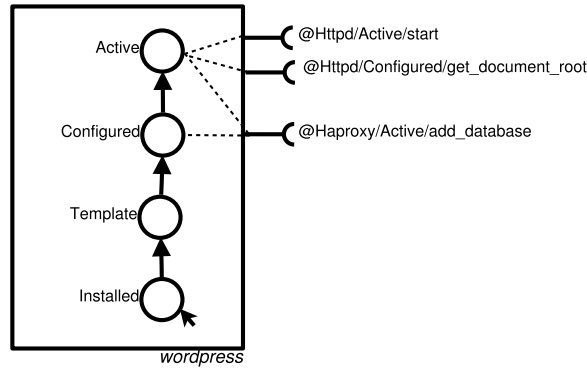 Active
@Httpd/Active/start
@Httpd/Configured/get_document_root
Configured
@Haproxy/Active/add_database
Template
Installed
wordpress